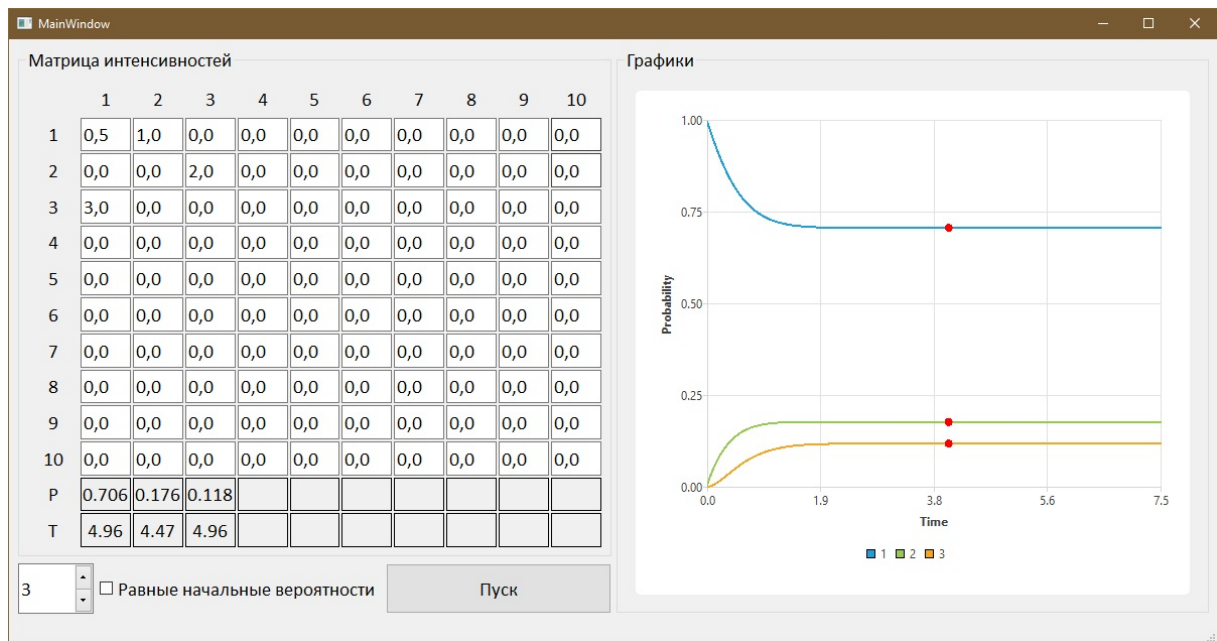 MainWindow
Матрица интенсивностей
1 2 3 4 5 6 7 8 9 10
1 0,5 1,0 0,0 0,0 0,0 0,0 0,0 0,0 0,0 0,0
2 0,0 0,0 2,0 0,0 0,0 0,0 0,0 0,0 0,0 0,0
3 3,0 0,0 0,0 0,0 0,0 0,0 0,0 0,0 0,0 0,0
4 0,0 0,0 0,0 0,0 0,0 0,0 0,0 0,0 0,0 0,0
5 0,0 0,0 0,0 0,0 0,0 0,0 0,0 0,0 0,0 0,0
6 0,0 0,0 0,0 0,0 0,0 0,0 0,0 0,0 0,0 0,0
7 0,0 0,0 0,0 0,0 0,0 0,0 0,0 0,0 0,0 0,0
8 0,0 0,0 0,0 0,0 0,0 0,0 0,0 0,0 0,0 0,0
9 0,0 0,0 0,0 0,0 0,0 0,0 0,0 0,0 0,0 0,0
10 0,0 0,0 0,0 0,0 0,0 0,0 0,0 0,0 0,0 0,0
P 0.706 0.176 0.118
T 4.96 4.47 4.96
3 Равные начальные вероятности Пуск
Графики
1.00
0.75
0.50
0.25
0.00
Probability
0.0 1.9 3.8 5.6 7.5
Time
1 2 3